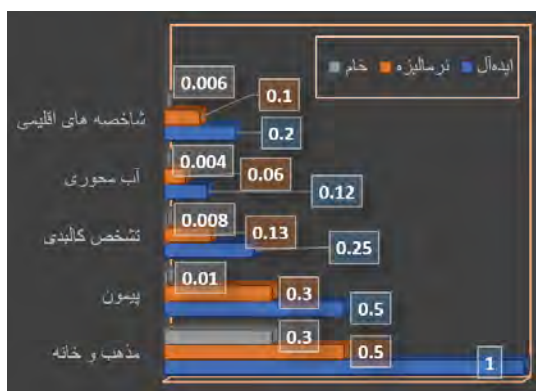 ایده‌آل نرمالیزه خام
0.006
0.1
شاخصه های اقلیمی
0.2
0.004
0.06
آب محوری
0.12
0.008
0.13
تشخص کالبدی
0.25
0.01
0.3
پیمون
0.5
0.3
0.5
مذهب و خانه
1